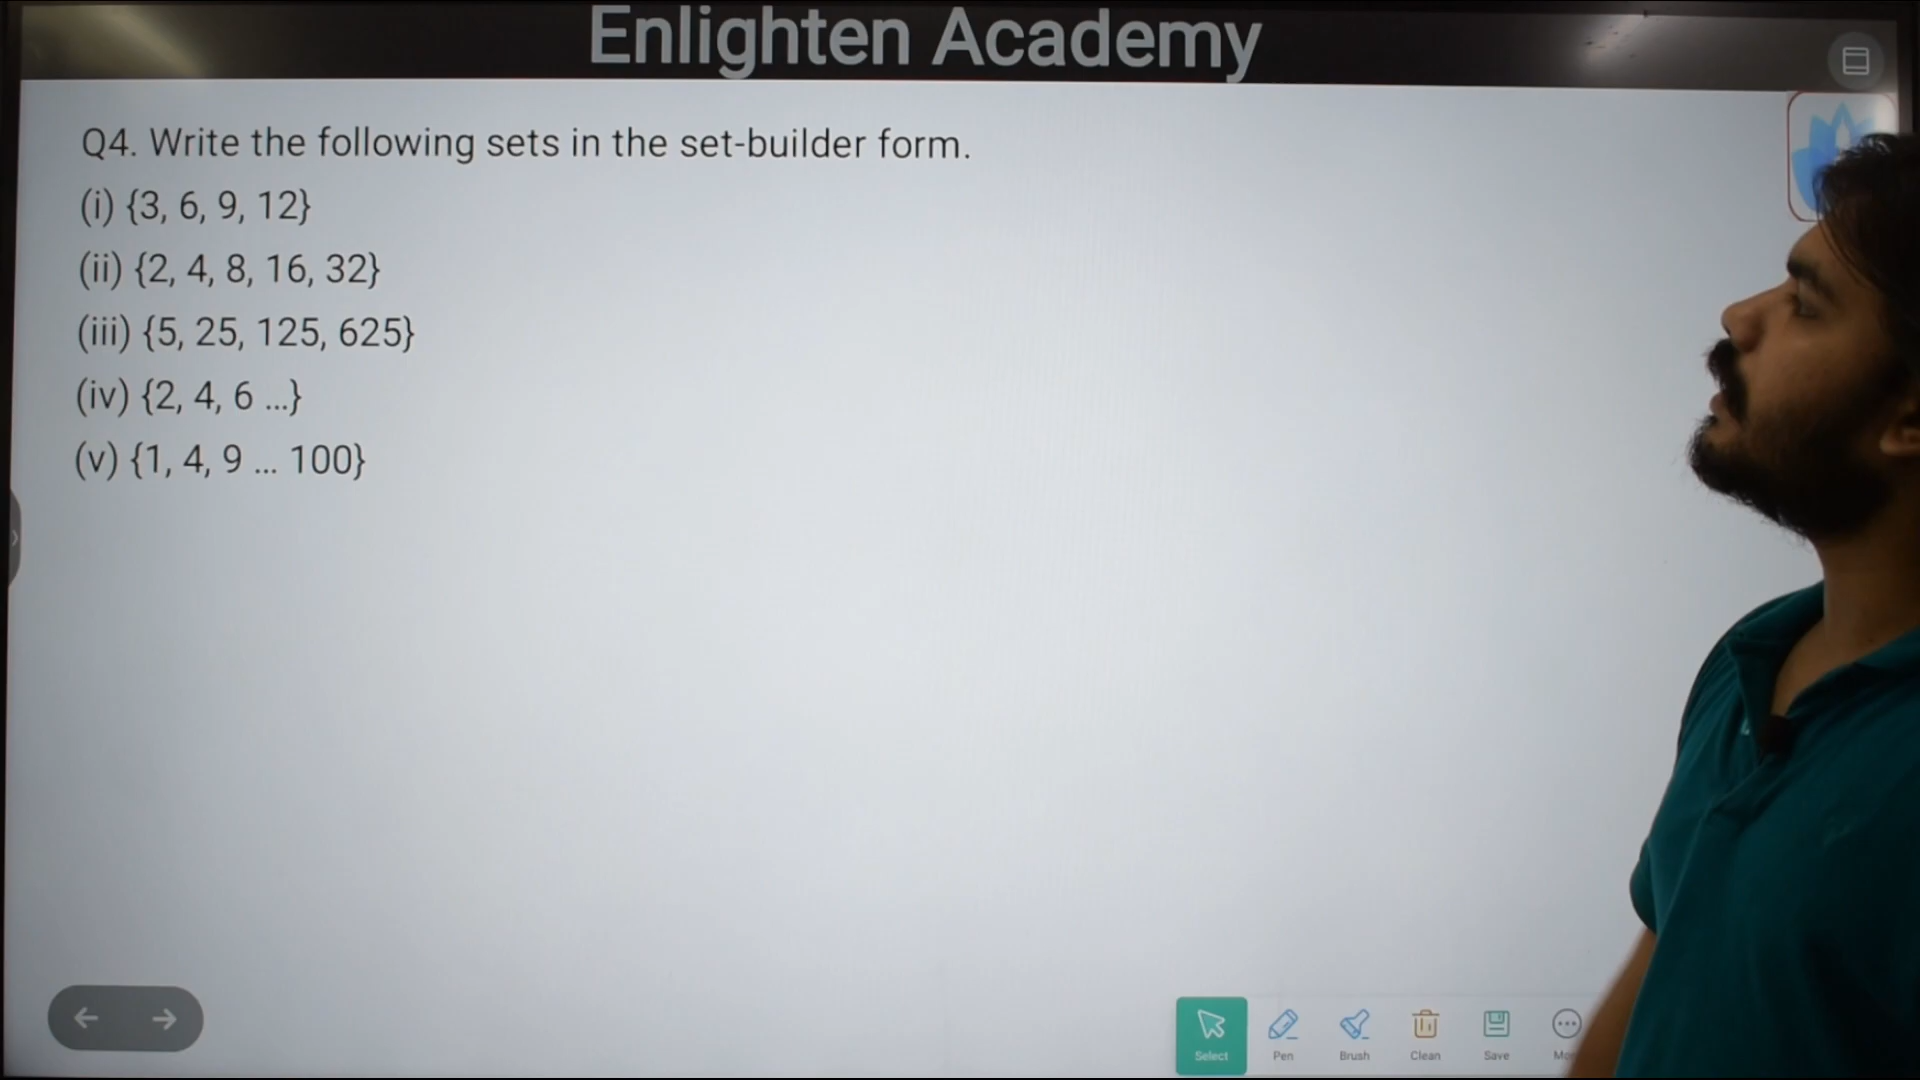 Enlighten Academy
Q4. Write the following sets in the set-builder form.
(i) {3, 6, 9, 12}
(ii) {2, 4, 8, 16, 32}
(iii) {5, 25, 125, 625}
(iv) {2, 4, 6 ...}
(v) {1, 4, 9 ... 100}
Select Pen Brush Clean Save